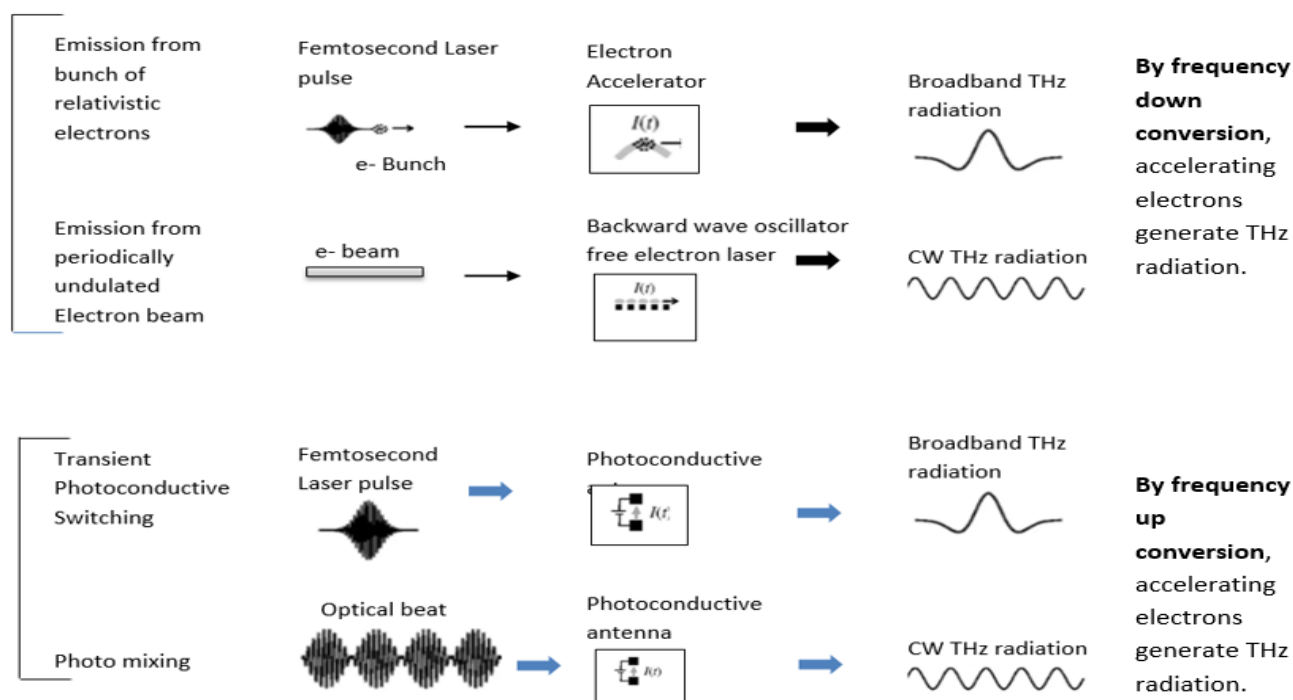 Emission from
bunch of
relativistic
electrons
Femtosecond Laser
pulse
e- Bunch
Electron
Accelerator
I(t)
Broadband THz
radiation
By frequency
down
conversion,
accelerating
electrons
generate THz
radiation.
Emission from
periodically
undulated
Electron beam
e- beam
Backward wave oscillator
free electron laser
I(t)
CW THz radiation
Transient
Photoconductive
Switching
Femtosecond
Laser pulse
Photoconductive
I(t)
Broadband THz
radiation
By frequency
up
conversion,
accelerating
electrons
generate THz
radiation.
Photo mixing
Optical beat
Photoconductive
antenna
I(t)
CW THz radiation